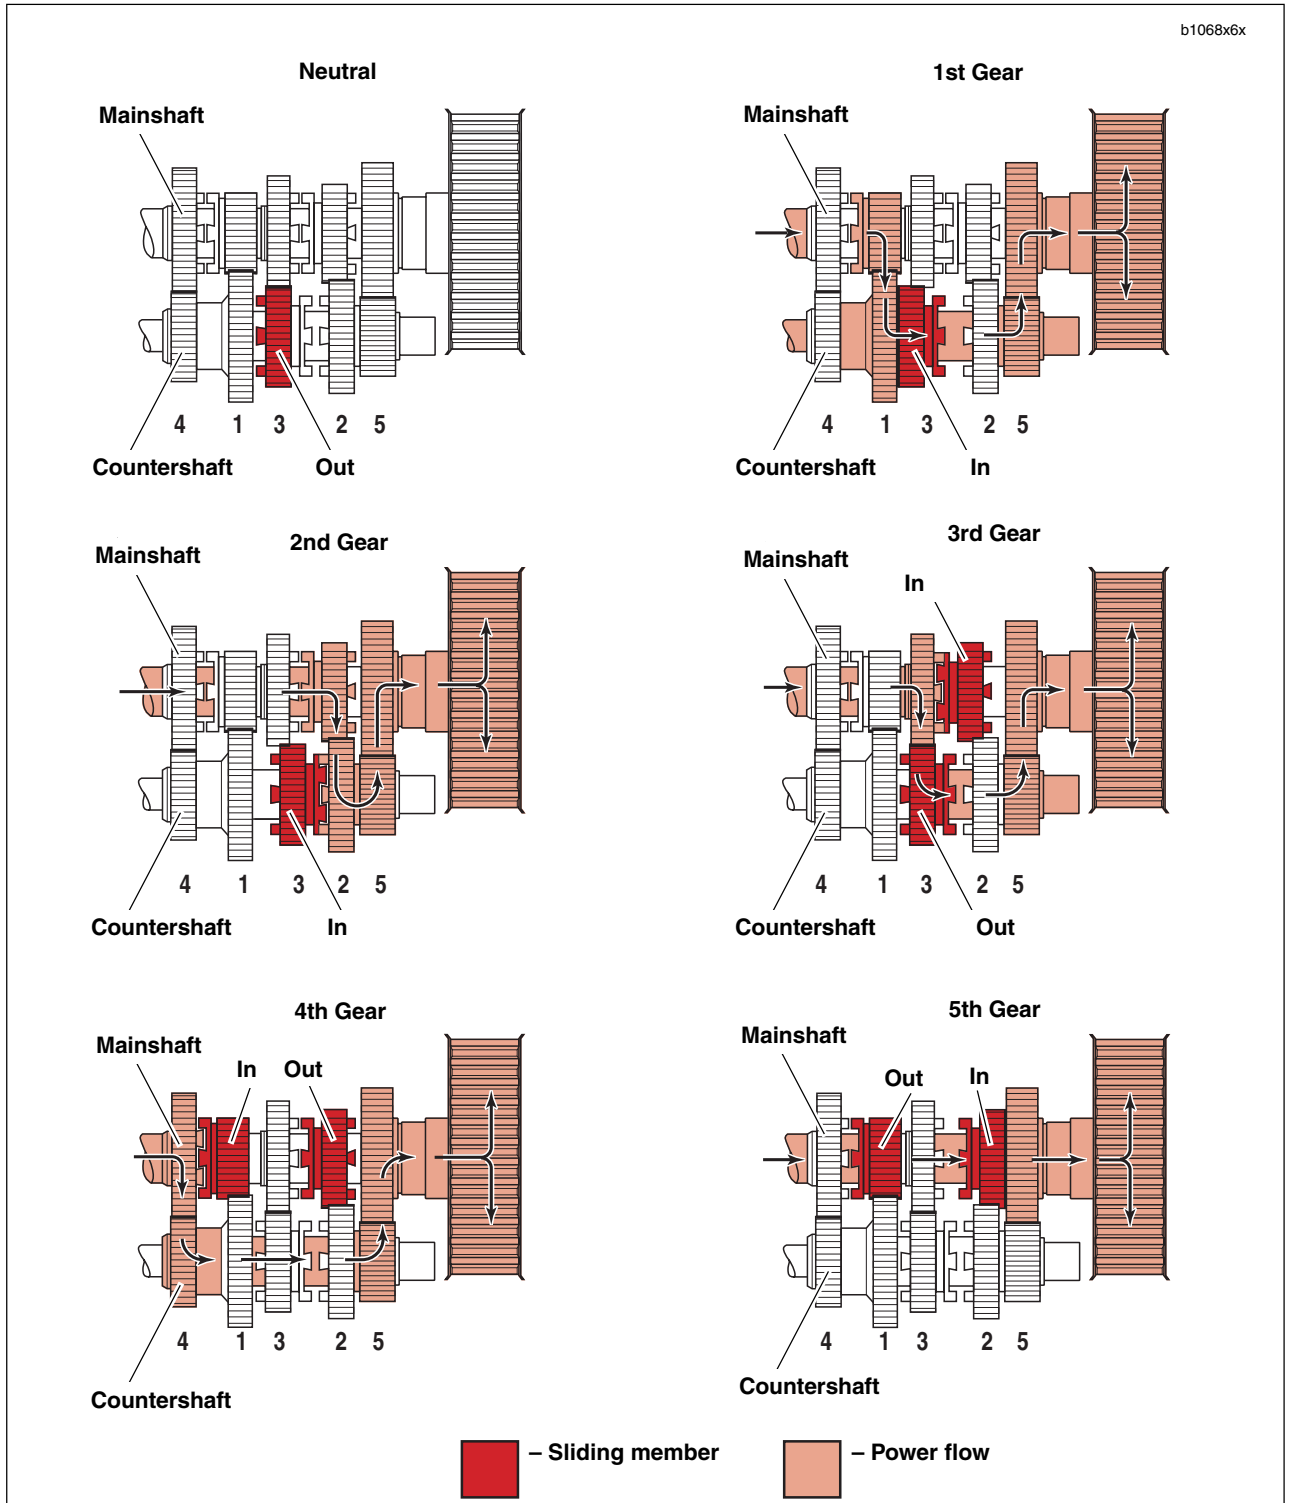 b1068x6x
Neutral
Mainshaft
4 1 3 2 5
Countershaft Out
1st Gear
Mainshaft
4 1 3 2 5
Countershaft In
2nd Gear
Mainshaft
4 1 3 2 5
Countershaft In
3rd Gear
Mainshaft
In
4 1 3 2 5
Countershaft Out
4th Gear
Mainshaft
In Out
4 1 3 2 5
Countershaft
5th Gear
Mainshaft
Out In
4 1 3 2 5
Countershaft
– Sliding member
– Power flow